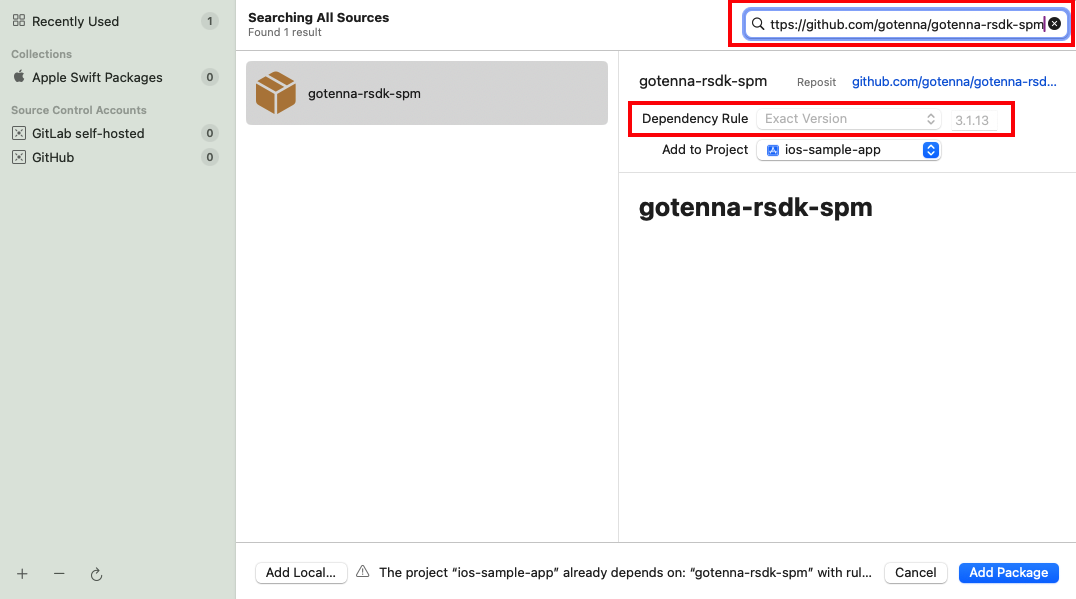 Recently Used 1
Collections
Apple Swift Packages 0
Source Control Accounts
GitLab self-hosted 0
GitHub 0
Searching All Sources
Found 1 result
ttps://github.com/gotenna/gotenna-rsdk-spm
gotenna-rsdk-spm
gotenna-rsdk-spm Reposit github.com/gotenna/gotenna-rsd...
Dependency Rule Exact Version 3.1.13
Add to Project ios-sample-app
gotenna-rsdk-spm
Add Local... The project “ios-sample-app” already depends on: “gotenna-rsdk-spm” with rul... Cancel Add Package